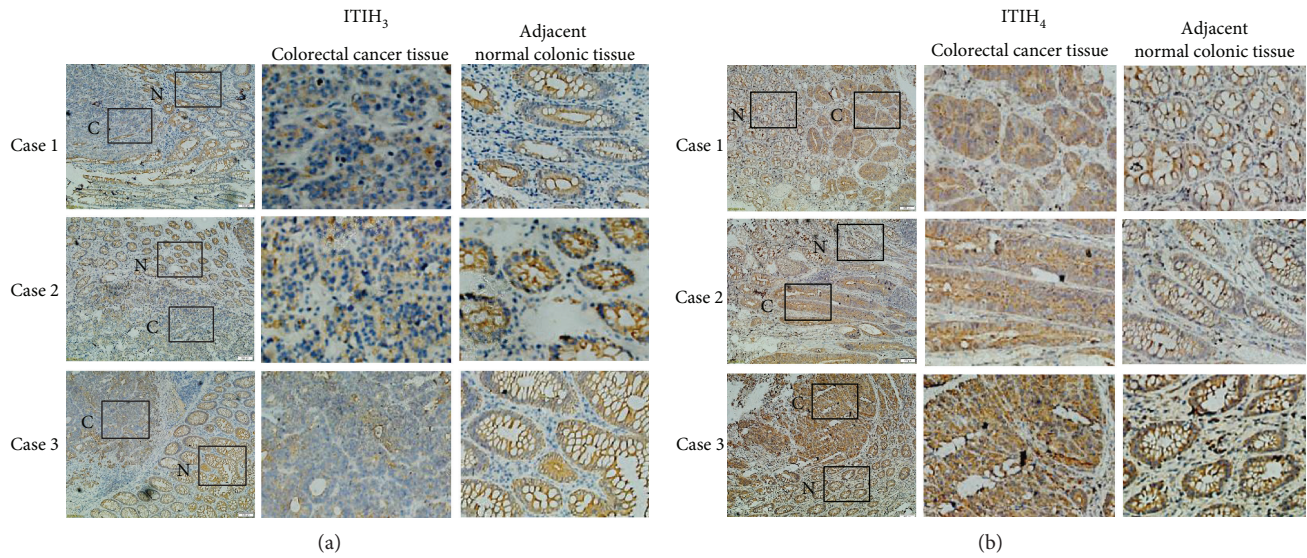 ITIH₃
Colorectal cancer tissue
Adjacent
normal colonic tissue
Case 1
N
C
Case 2
N
C
Case 3
C
N
(a)
ITIH₄
Colorectal cancer tissue
Adjacent
normal colonic tissue
Case 1
N
C
Case 2
N
C
Case 3
C
N
(b)